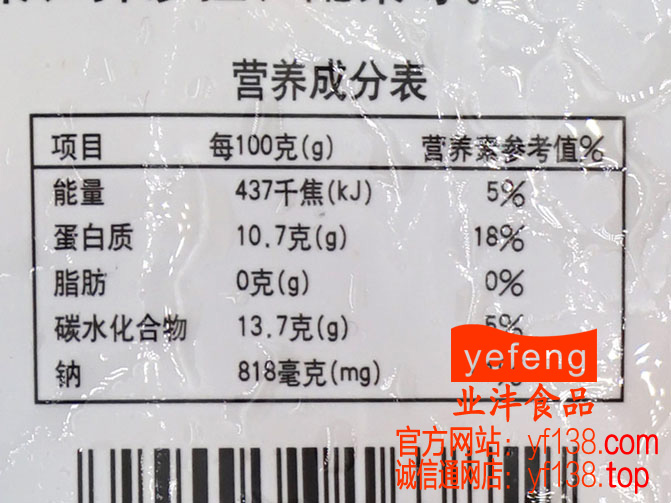 营养成分表
项目 每100克(g) 营养素参考值%
能量 437千焦(kJ) 5%
蛋白质 10.7克(g) 18%
脂肪 0克(g) 0%
碳水化合物 13.7克(g) 5%
钠 818毫克(mg)
yefeng
业沣食品
官方网站: yf138.com
诚信通网店: yf138.top